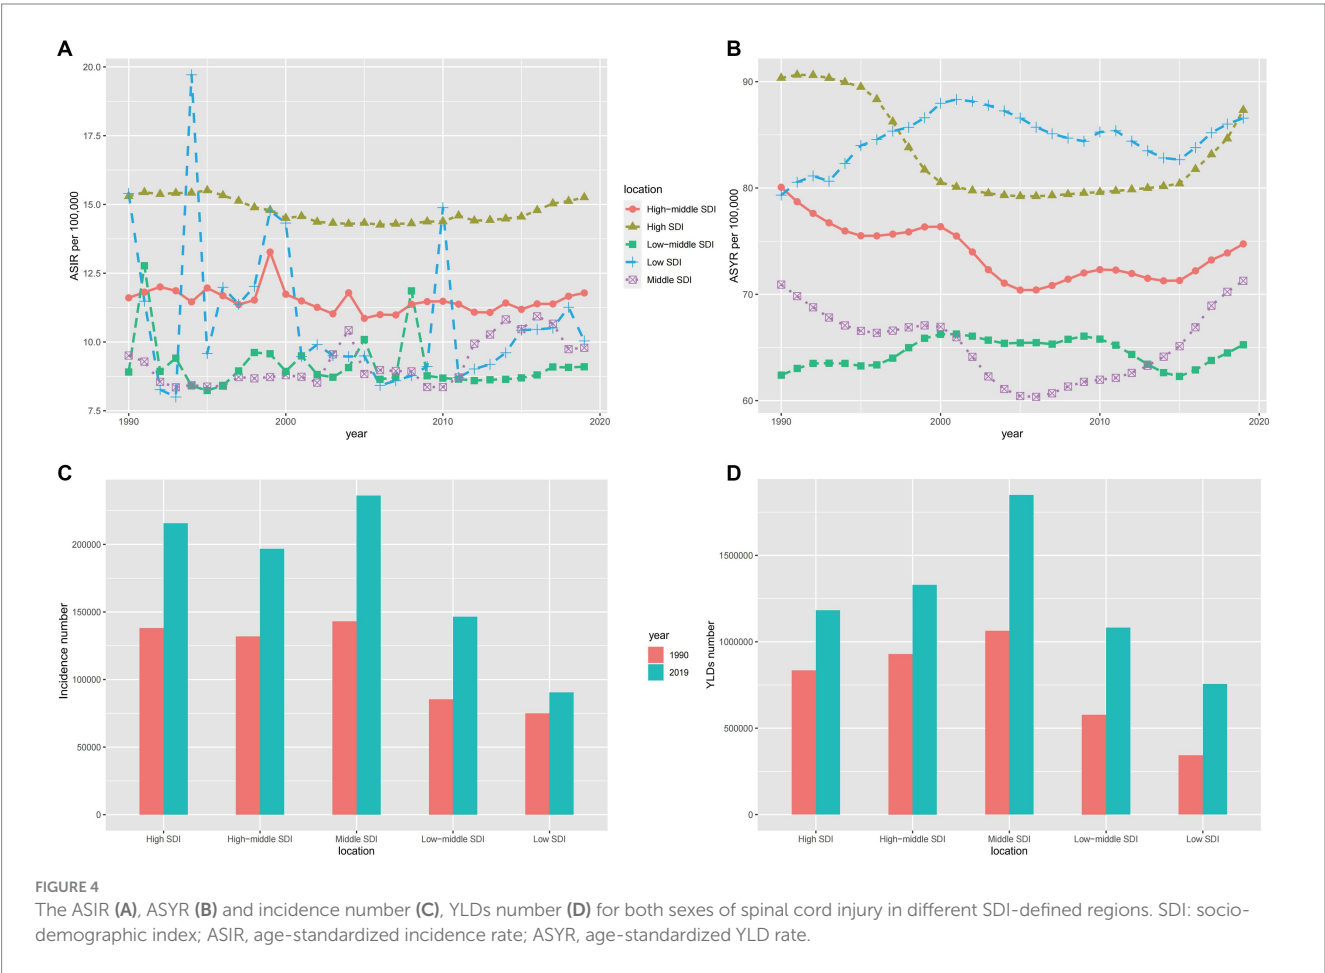 A
20.0
17.5
15.0
12.5
10.0
7.5
ASIR per 100,000
1990
2000
2010
2020
year
location
High−middle SDI
High SDI
Low−middle SDI
Low SDI
Middle SDI
B
90
80
70
60
ASYR per 100,000
1990
2000
2010
2020
year
C
200000
150000
100000
50000
0
Incidence number
High SDI
High−middle SDI
Middle SDI
Low−middle SDI
Low SDI
location
year
1990
2019
D
1500000
1000000
500000
0
YLDs number
High SDI
High−middle SDI
Middle SDI
Low−middle SDI
Low SDI
location
FIGURE 4
The ASIR (A), ASYR (B) and incidence number (C), YLDs number (D) for both sexes of spinal cord injury in different SDI-defined regions. SDI: socio-
demographic index; ASIR, age-standardized incidence rate; ASYR, age-standardized YLD rate.